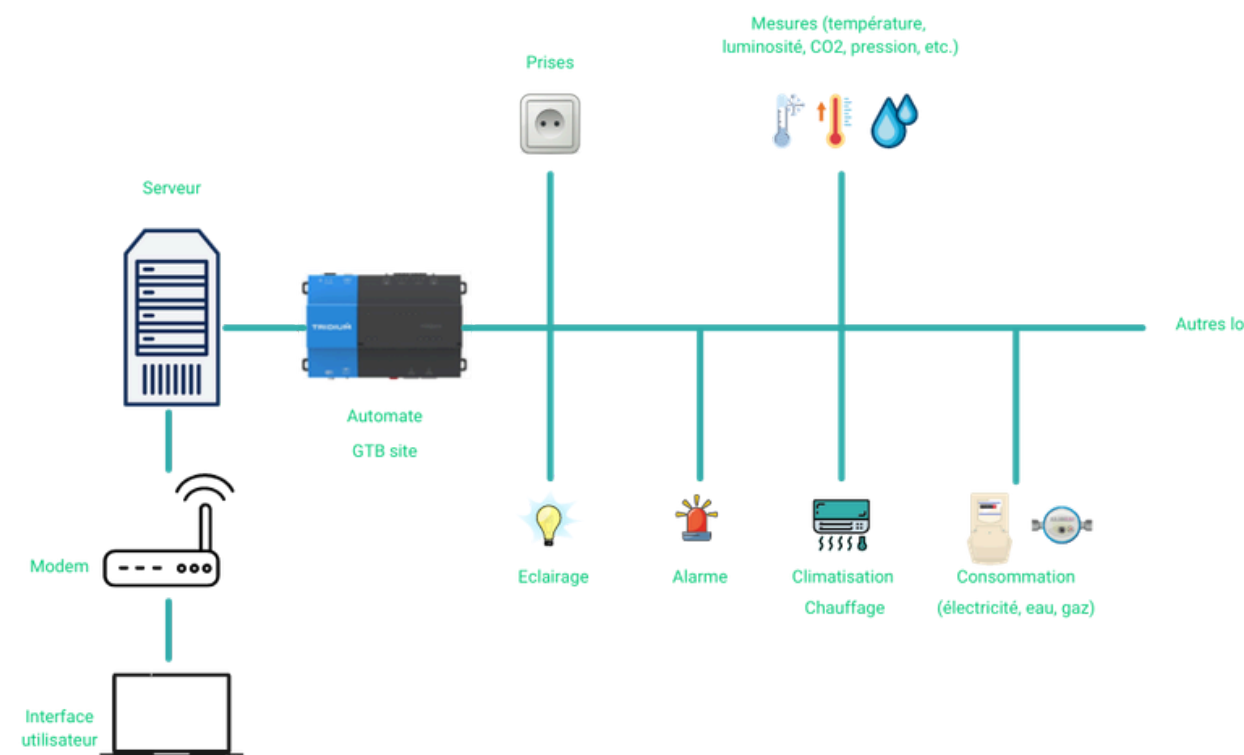 Mesures (température,
luminosité, CO2, pression, etc.)
Prises
Serveur
TRIDIUM
Autres lo
Automate
GTB site
Modem
Eclairage
Alarme
Climatisation
Chauffage
Consommation
(électricité, eau, gaz)
Interface
utilisateur